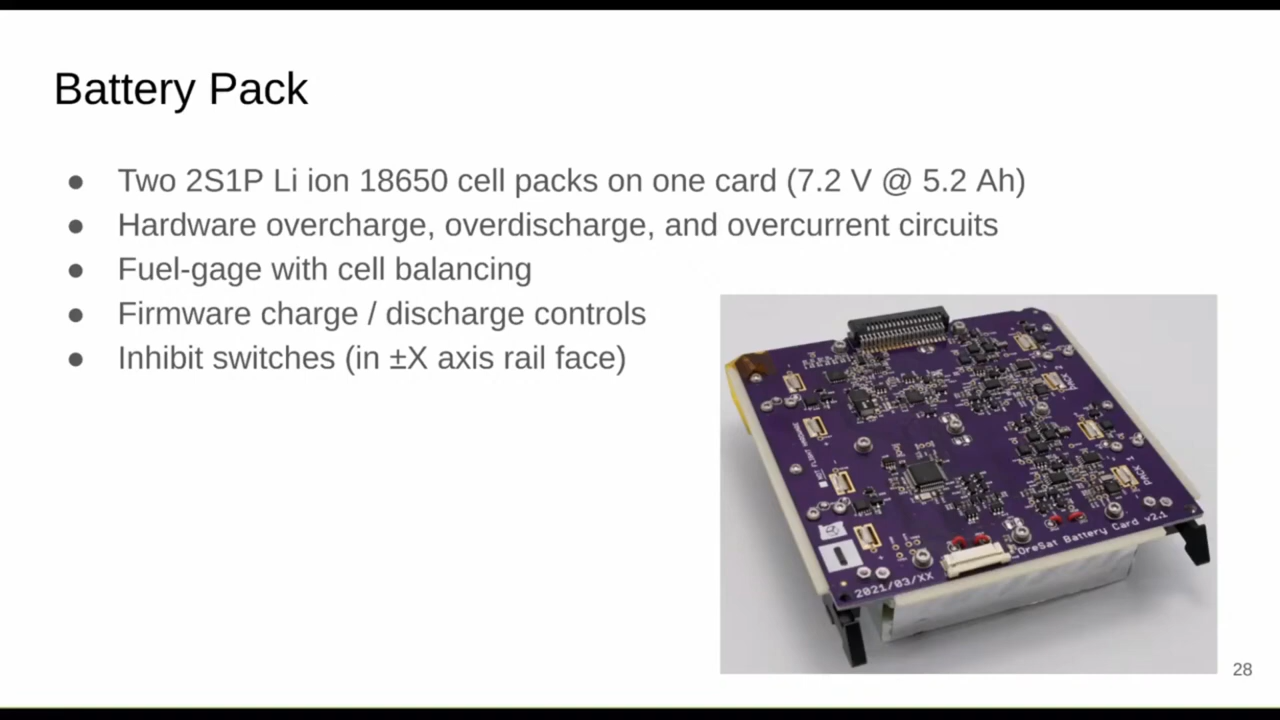 Battery Pack
● Two 2S1P Li ion 18650 cell packs on one card (7.2 V @ 5.2 Ah)
● Hardware overcharge, overdischarge, and overcurrent circuits
● Fuel-gage with cell balancing
● Firmware charge / discharge controls
● Inhibit switches (in ±X axis rail face)
PACK
PACK
OreSat Battery Card v2.1
2021/03/XX
28